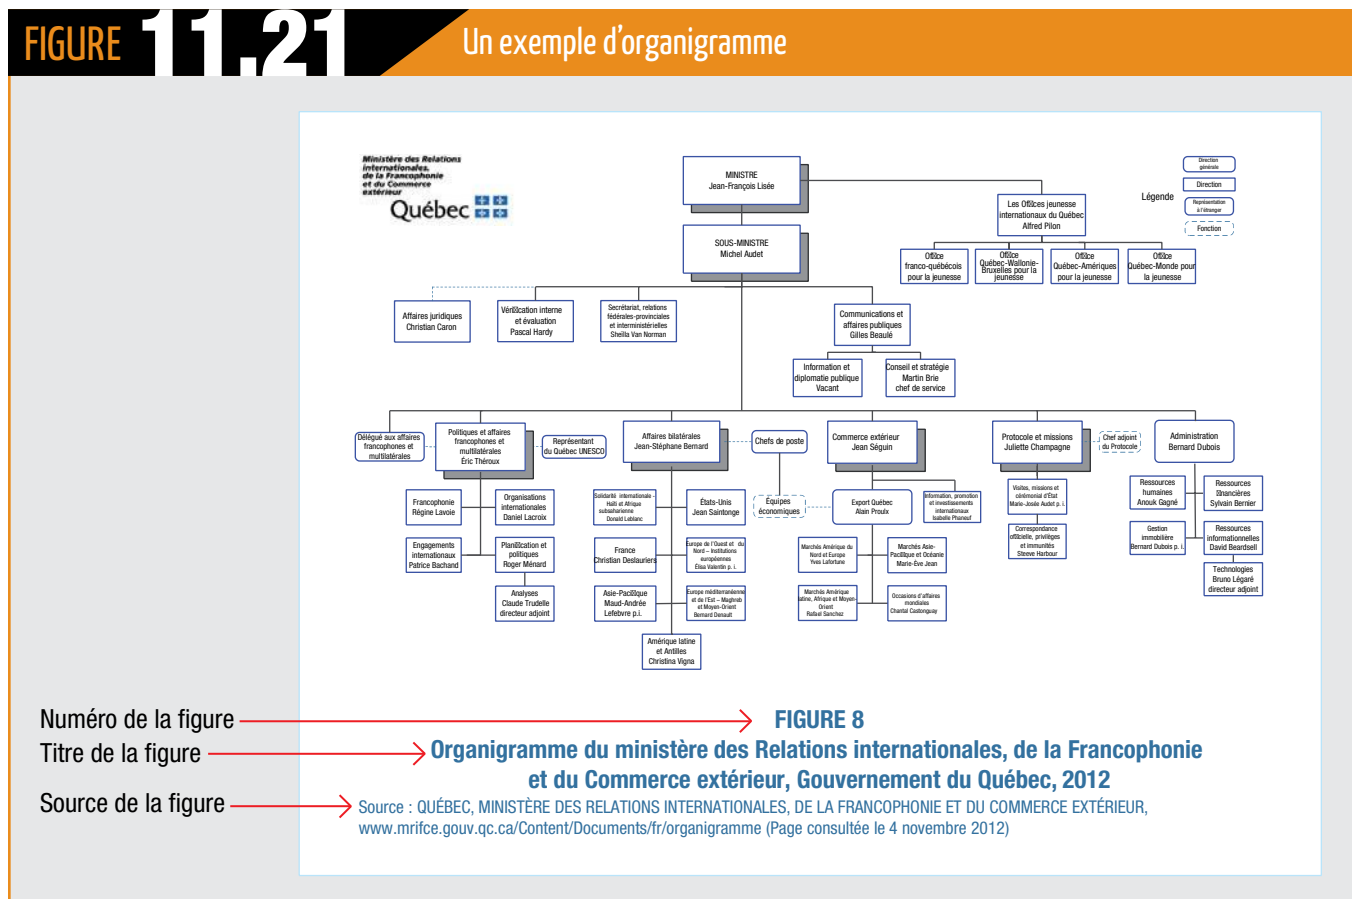 FIGURE 11.21
Un exemple d'organigramme
Ministère des Relations
internationales,
de la Francophonie
et du Commerce
extérieur
Québec
MINISTRE
Jean-François Lisée
SOUS-MINISTRE
Michel Audet
Les Offices jeunesse
internationaux du Québec
Alfred Pilon
Office
franco-québécois
pour la jeunesse
Office
Québec-Wallonie-
Bruxelles pour la
jeunesse
Office
Québec-Amériques
pour la jeunesse
Office
Québec-Monde pour
la jeunesse
Légende
Direction
générale
Direction
Représentation
à l'étranger
Fonction
Affaires juridiques
Christian Caron
Vérification interne
et évaluation
Pascal Hardy
Secrétariat, relations
fédérales-provinciales
et interministérielles
Sheilla Van Norman
Communications et
affaires publiques
Gilles Beaulé
Information et
diplomatie publique
Vacant
Conseil et stratégie
Martin Brie
chef de service
Délégué aux affaires
francophones et
multilatérales
Politiques et affaires
francophones et
multilatérales
Éric Théroux
Représentant
du Québec UNESCO
Affaires bilatérales
Jean-Stéphane Bernard
Chefs de poste
Commerce extérieur
Jean Séguin
Protocole et missions
Juliette Champagne
Chef adjoint
du Protocole
Administration
Bernard Dubois
Francophonie
Régine Lavoie
Organisations
internationales
Daniel Lacroix
Engagements
internationaux
Patrice Bachand
Planification et
politiques
Roger Ménard
Analyses
Claude Trudelle
directeur adjoint
Solidarité internationale -
Haïti et Afrique
subsaharienne
Donald Leblanc
États-Unis
Jean Saintonge
France
Christian Deslauriers
Europe de l'Ouest et du
Nord – Institutions
européennes
Élisa Valentin p. i.
Asie-Pacifique
Maud-Andrée
Lefebvre p.i.
Europe méditerranéenne
et de l'Est – Maghreb
et Moyen-Orient
Bernard Denault
Amérique latine
et Antilles
Christina Vigna
Équipes
économiques
Export Québec
Alain Proulx
Information, promotion
et investissements
internationaux
Isabelle Phaneuf
Marchés Amérique du
Nord et Europe
Yves Lafortune
Marchés Asie-
Pacifique et Océanie
Marie-Ève Jean
Marchés Amérique
latine, Afrique et Moyen-
Orient
Rafael Sanchez
Occasions d'affaires
mondiales
Chantal Castonguay
Visites, missions et
cérémonial d'État
Marie-Josée Audet p. i.
Correspondance
officielle, privilèges
et immunités
Steeve Harbour
Ressources
humaines
Anouk Gagné
Ressources
financières
Sylvain Bernier
Gestion
immobilière
Bernard Dubois p. i.
Ressources
informationnelles
David Beardsell
Technologies
Bruno Légaré
directeur adjoint
Numéro de la figure
FIGURE 8
Titre de la figure
Organigramme du ministère des Relations internationales, de la Francophonie
et du Commerce extérieur, Gouvernement du Québec, 2012
Source de la figure
Source : QUÉBEC, MINISTÈRE DES RELATIONS INTERNATIONALES, DE LA FRANCOPHONIE ET DU COMMERCE EXTÉRIEUR,
www.mrifce.gouv.qc.ca/Content/Documents/fr/organigramme (Page consultée le 4 novembre 2012)